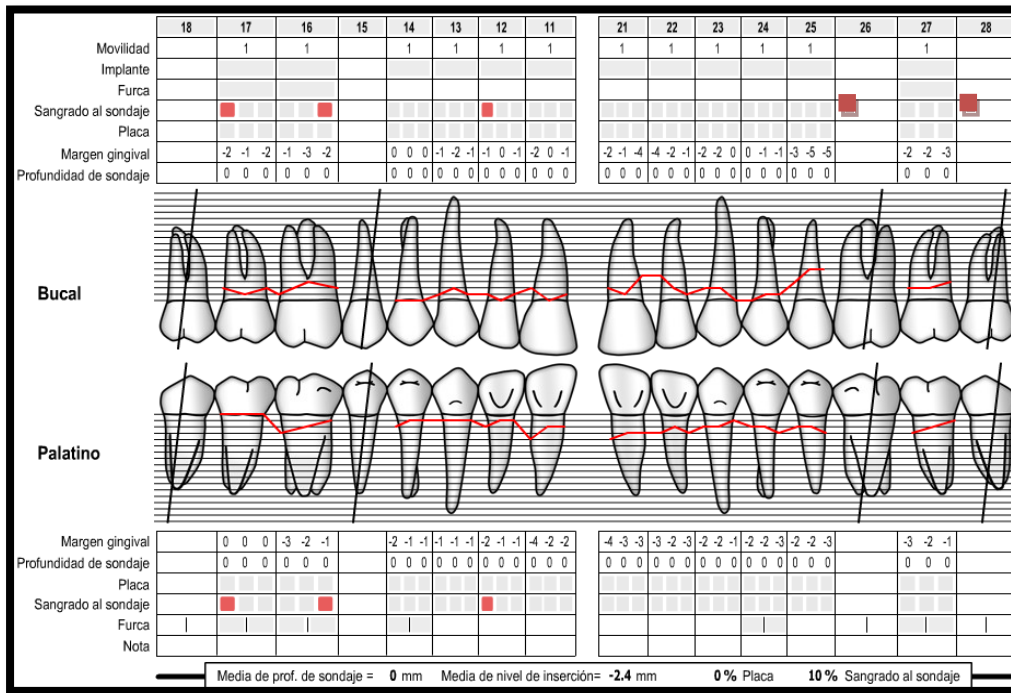 18 17 16 15 14 13 12 11 21 22 23 24 25 26 27 28
Movilidad 1 1 1 1 1 1 1 1 1 1 1 1
Implante
Furca
Sangrado al sondaje
Placa
Margen gingival -2 -1 -2 -1 -3 -2 0 0 0 -1 -2 -1 -1 0 -1 -2 0 -1 -2 -1 -4 -4 -2 -1 -2 -2 0 0 -1 -1 -3 -5 -5 -2 -2 -3
Profundidad de sondaje 0 0 0 0 0 0 0 0 0 0 0 0 0 0 0 0 0 0 0 0 0 0 0 0 0 0 0 0 0 0 0 0 0 0 0 0
Bucal
Palatino
Margen gingival 0 0 0 -3 -2 -1 -2 -1 -1 -1 -1 -1 -2 -1 -1 -4 -2 -2 -4 -3 -3 -3 -2 -3 -2 -2 -1 -2 -2 -3 -2 -2 -3 -3 -2 -1
Profundidad de sondaje 0 0 0 0 0 0 0 0 0 0 0 0 0 0 0 0 0 0 0 0 0 0 0 0 0 0 0 0 0 0 0 0 0 0 0 0
Placa
Sangrado al sondaje
Furca
Nota
Media de prof. de sondaje = 0 mm Media de nivel de inserción= -2.4 mm 0 % Placa 10 % Sangrado al sondaje